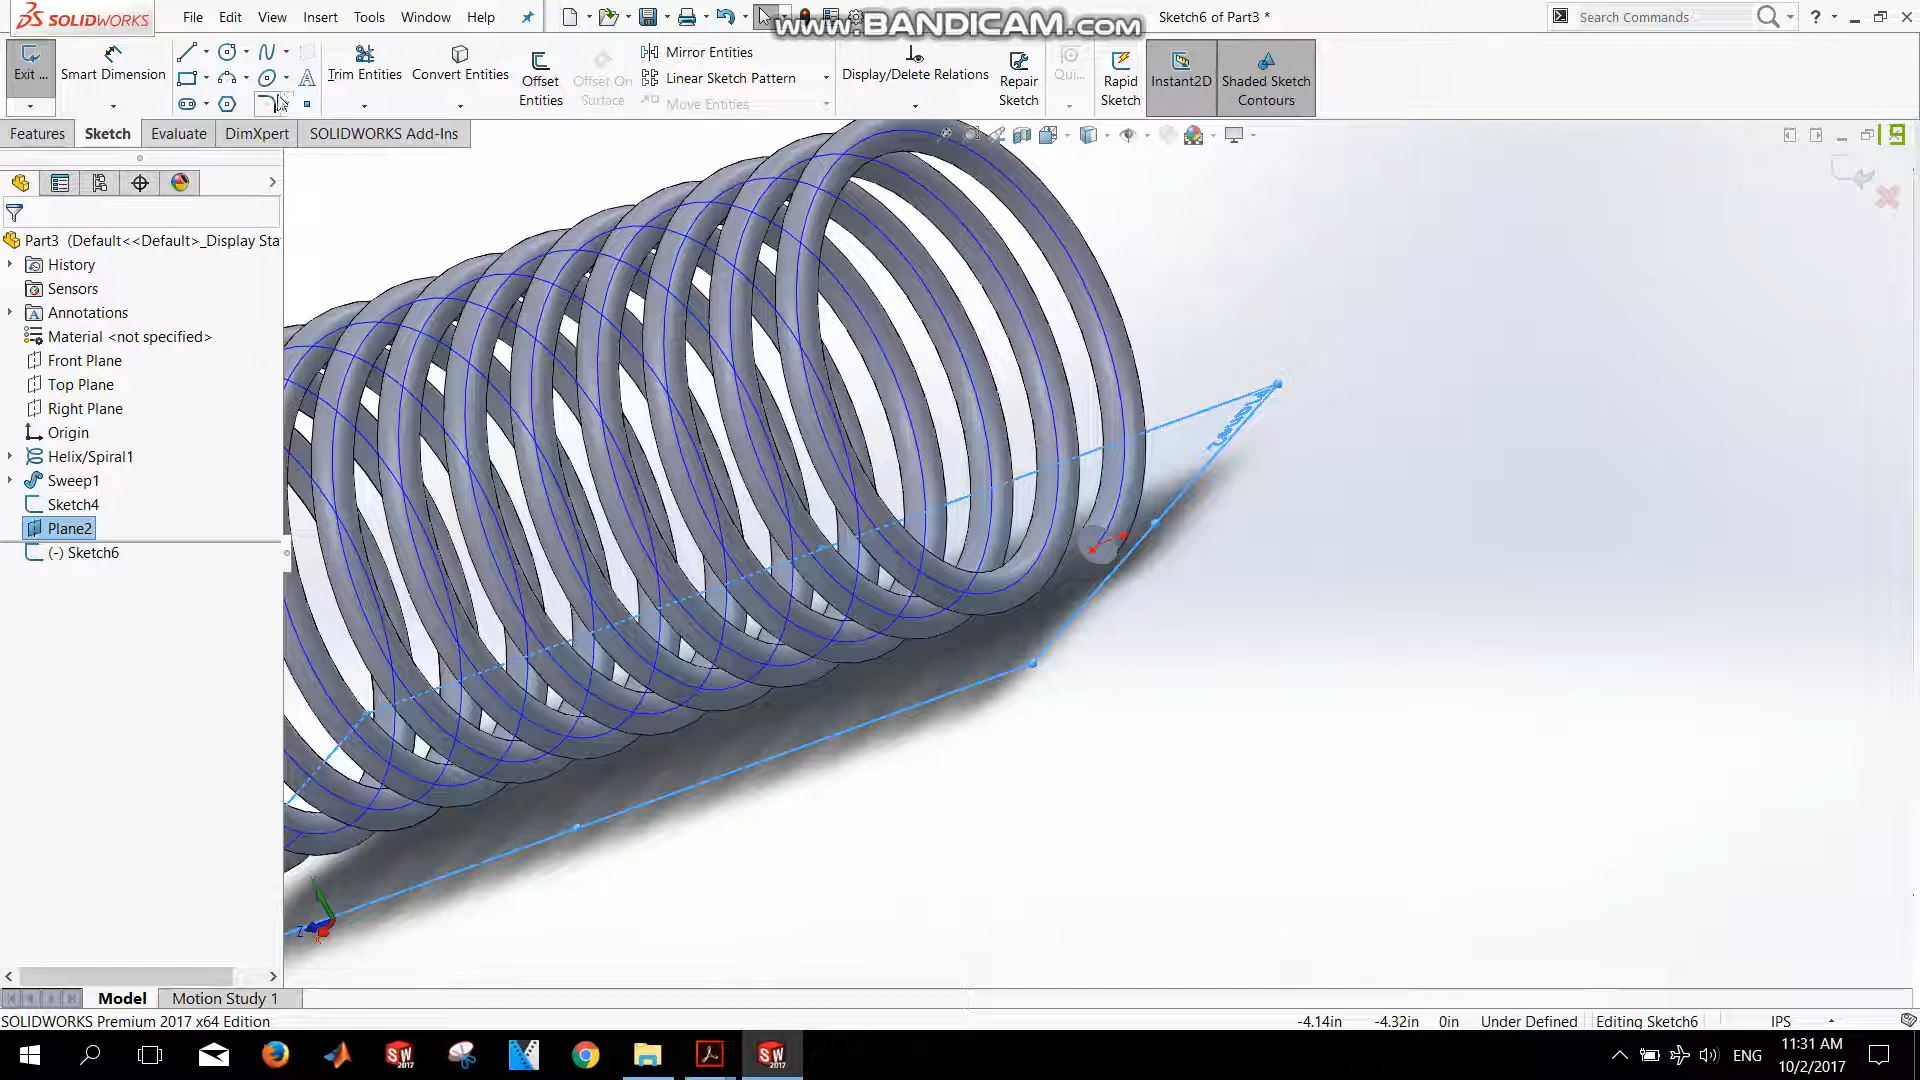 SOLIDWORKS File Edit View Insert Tools Window Help Sketch6 of Part3 * Search Commands
www.BANDICAM.com
Exit ... Smart Dimension Trim Entities Convert Entities Offset Entities Offset On Surface Mirror Entities Linear Sketch Pattern Move Entities Display/Delete Relations Repair Sketch Qui... Rapid Sketch Instant2D Shaded Sketch Contours
Features Sketch Evaluate DimXpert SOLIDWORKS Add-Ins
Part3 (Default<<Default>_Display Sta
History
Sensors
Annotations
Material <not specified>
Front Plane
Top Plane
Right Plane
Origin
Helix/Spiral1
Sweep1
Sketch4
Plane2
(-) Sketch6
Model Motion Study 1
SOLIDWORKS Premium 2017 x64 Edition -4.14in -4.32in 0in Under Defined Editing Sketch6 IPS
ENG 11:31 AM
10/2/2017